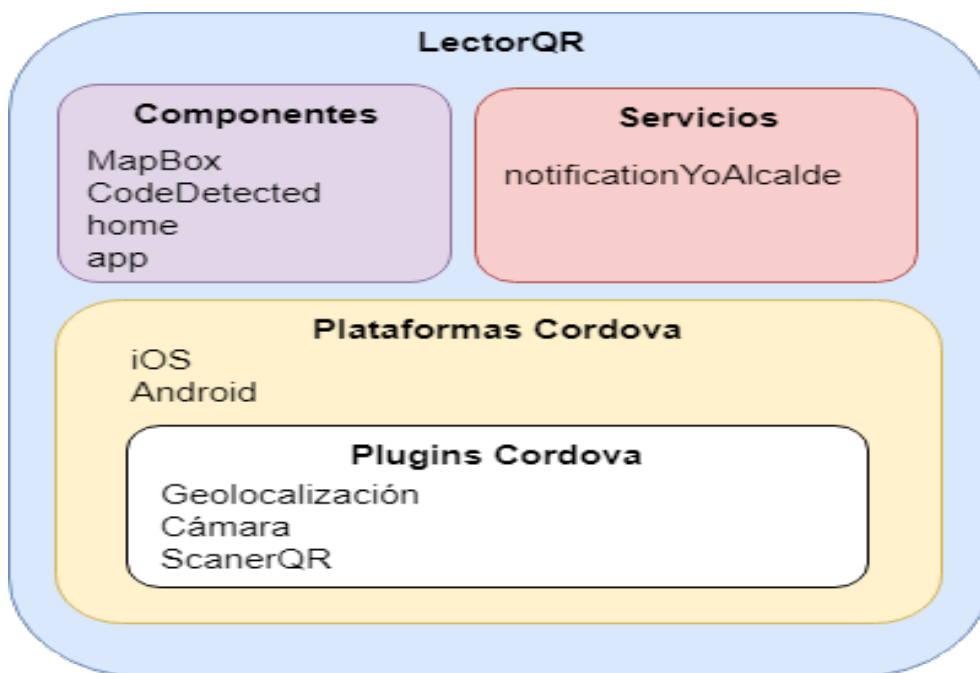 LectorQR
Componentes
MapBox
CodeDetected
home
app
Servicios
notificationYoAlcalde
Plataformas Cordova
iOS
Android
Plugins Cordova
Geolocalización
Cámara
ScanerQR